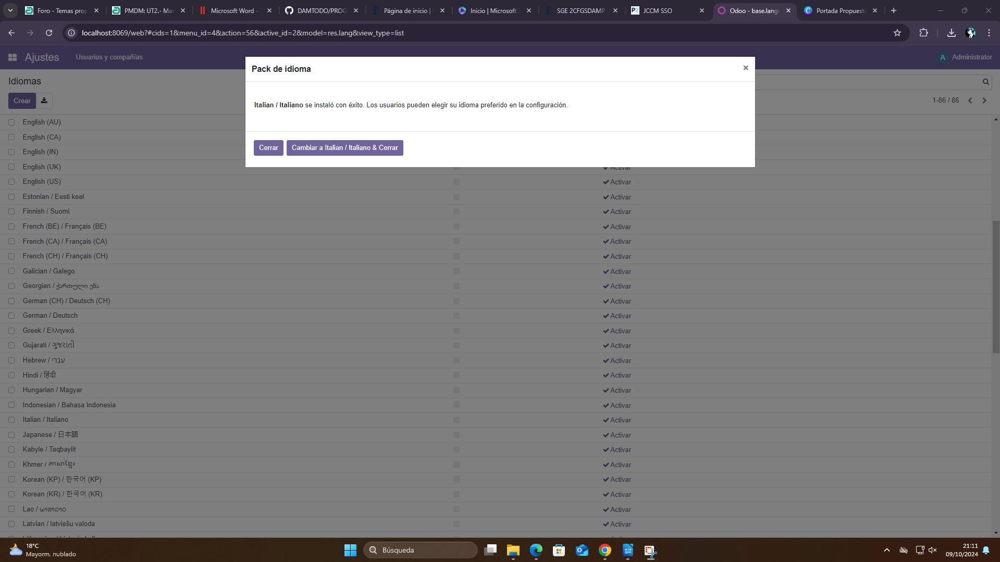 Foro - Temas prop
PMDM: UT2.- Mar
Microsoft Word -
DAMTODO/PROG
Página de inicio |
Inicio | Microsoft 3
SGE 2CFGSDAMP
P2 JCCM SSO
Odoo - base.langu
Portada Propuesta
localhost:8069/web?#cids=1&menu_id=4&action=56&active_id=2&model=res.lang&view_type=list
Ajustes Usuarios y compañías
A Administrator
Pack de idioma
Italian / Italiano se instaló con éxito. Los usuarios pueden elegir su idioma preferido en la configuración.
Cerrar Cambiar a Italian / Italiano & Cerrar
Idiomas
Crear
1-86 / 86
English (AU)
English (CA)
English (IN)
English (UK) Activar
English (US) Activar
Estonian / Eesti keel Activar
Finnish / Suomi Activar
French (BE) / Français (BE) Activar
French (CA) / Français (CA) Activar
French (CH) / Français (CH) Activar
Galician / Galego Activar
Georgian / ქართული ენა Activar
German (CH) / Deutsch (CH) Activar
German / Deutsch Activar
Greek / Ελληνικά Activar
Gujarati / ગુજરાતી Activar
Hebrew / עִבְרִי Activar
Hindi / हिंदी Activar
Hungarian / Magyar Activar
Indonesian / Bahasa Indonesia Activar
Italian / Italiano Activar
Japanese / 日本語 Activar
Kabyle / Taqbaylit Activar
Khmer / ភាសាខ្មែរ Activar
Korean (KP) / 한국어 (KP) Activar
Korean (KR) / 한국어 (KR) Activar
Lao / ພາສາລາວ Activar
Latvian / latviešu valoda Activar
18°C
Mayorm. nublado
Búsqueda
21:11
09/10/2024